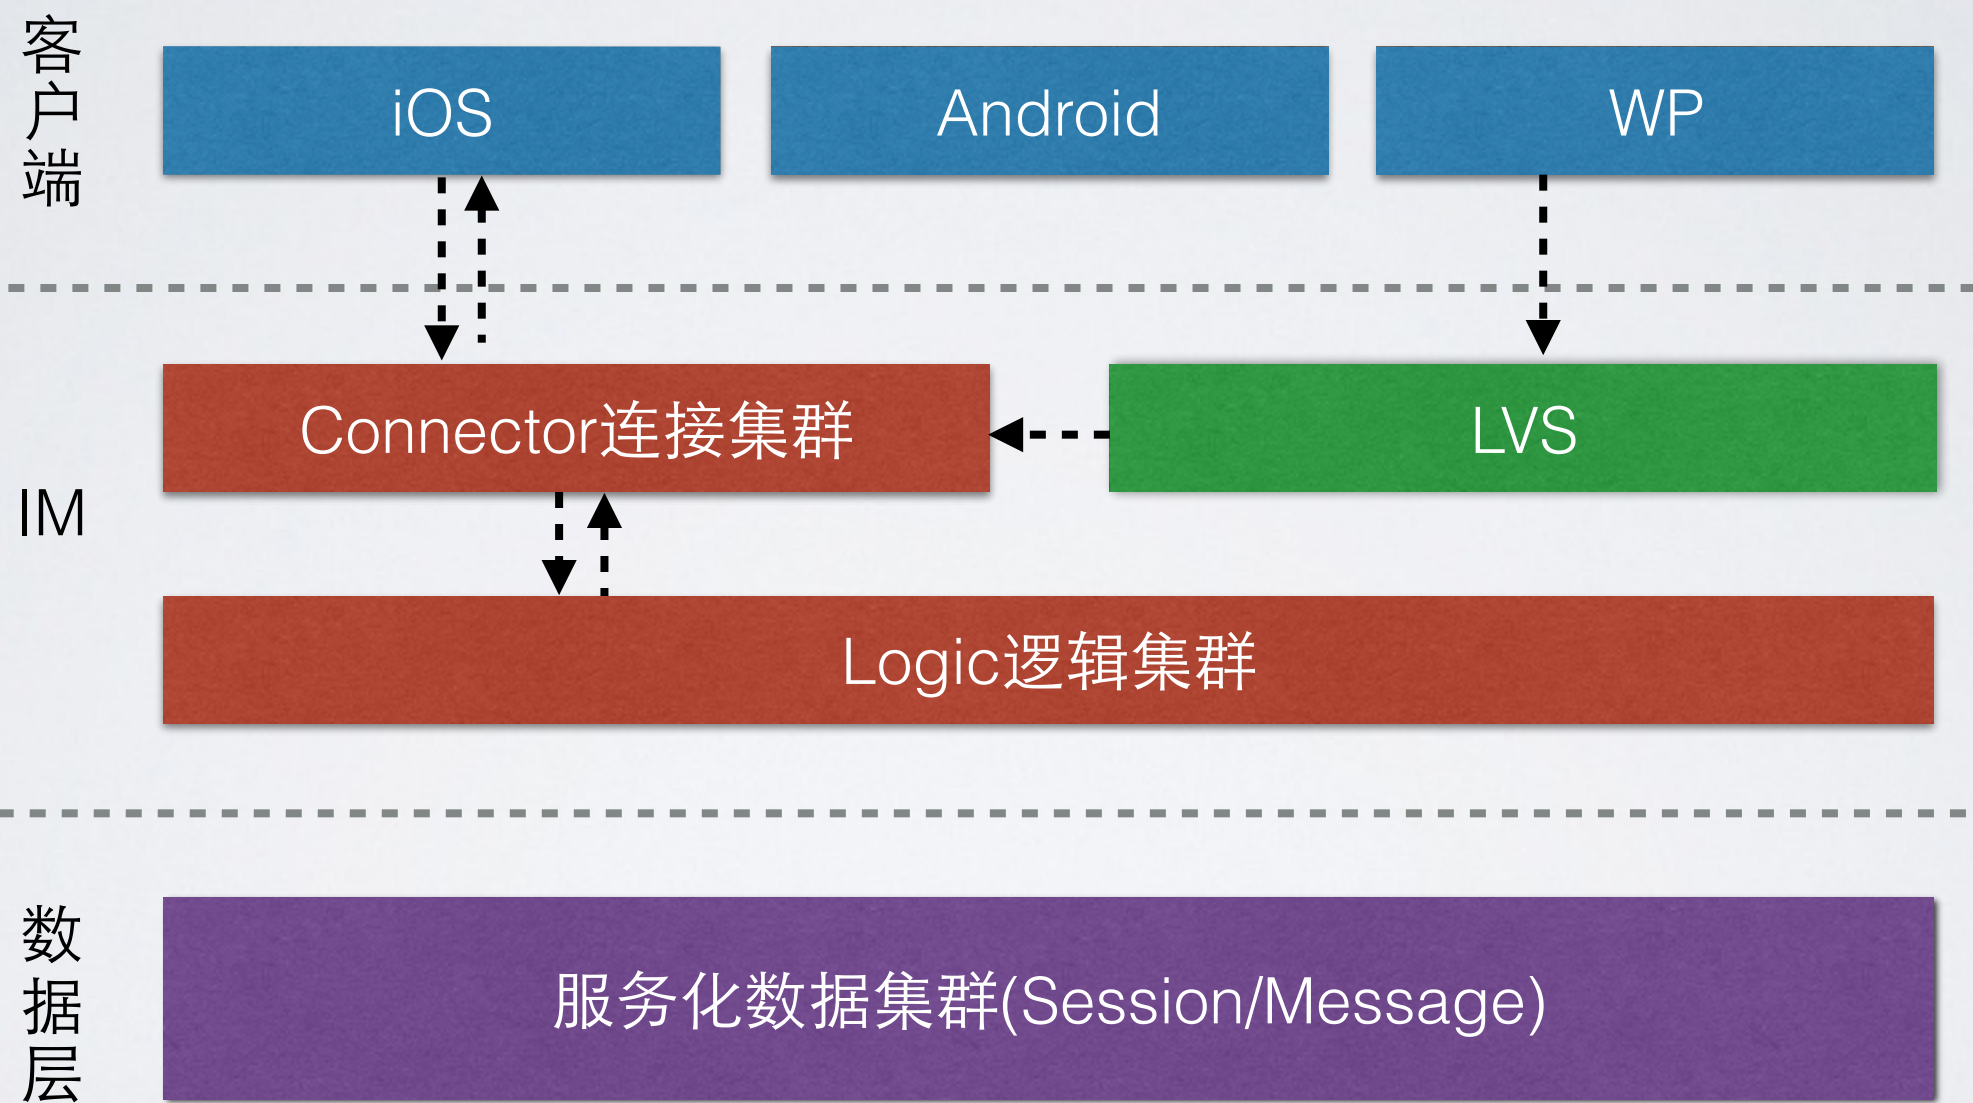 客户端
iOS
Android
WP
IM
Connector连接集群
LVS
Logic逻辑集群
数据层
服务化数据集群(Session/Message)